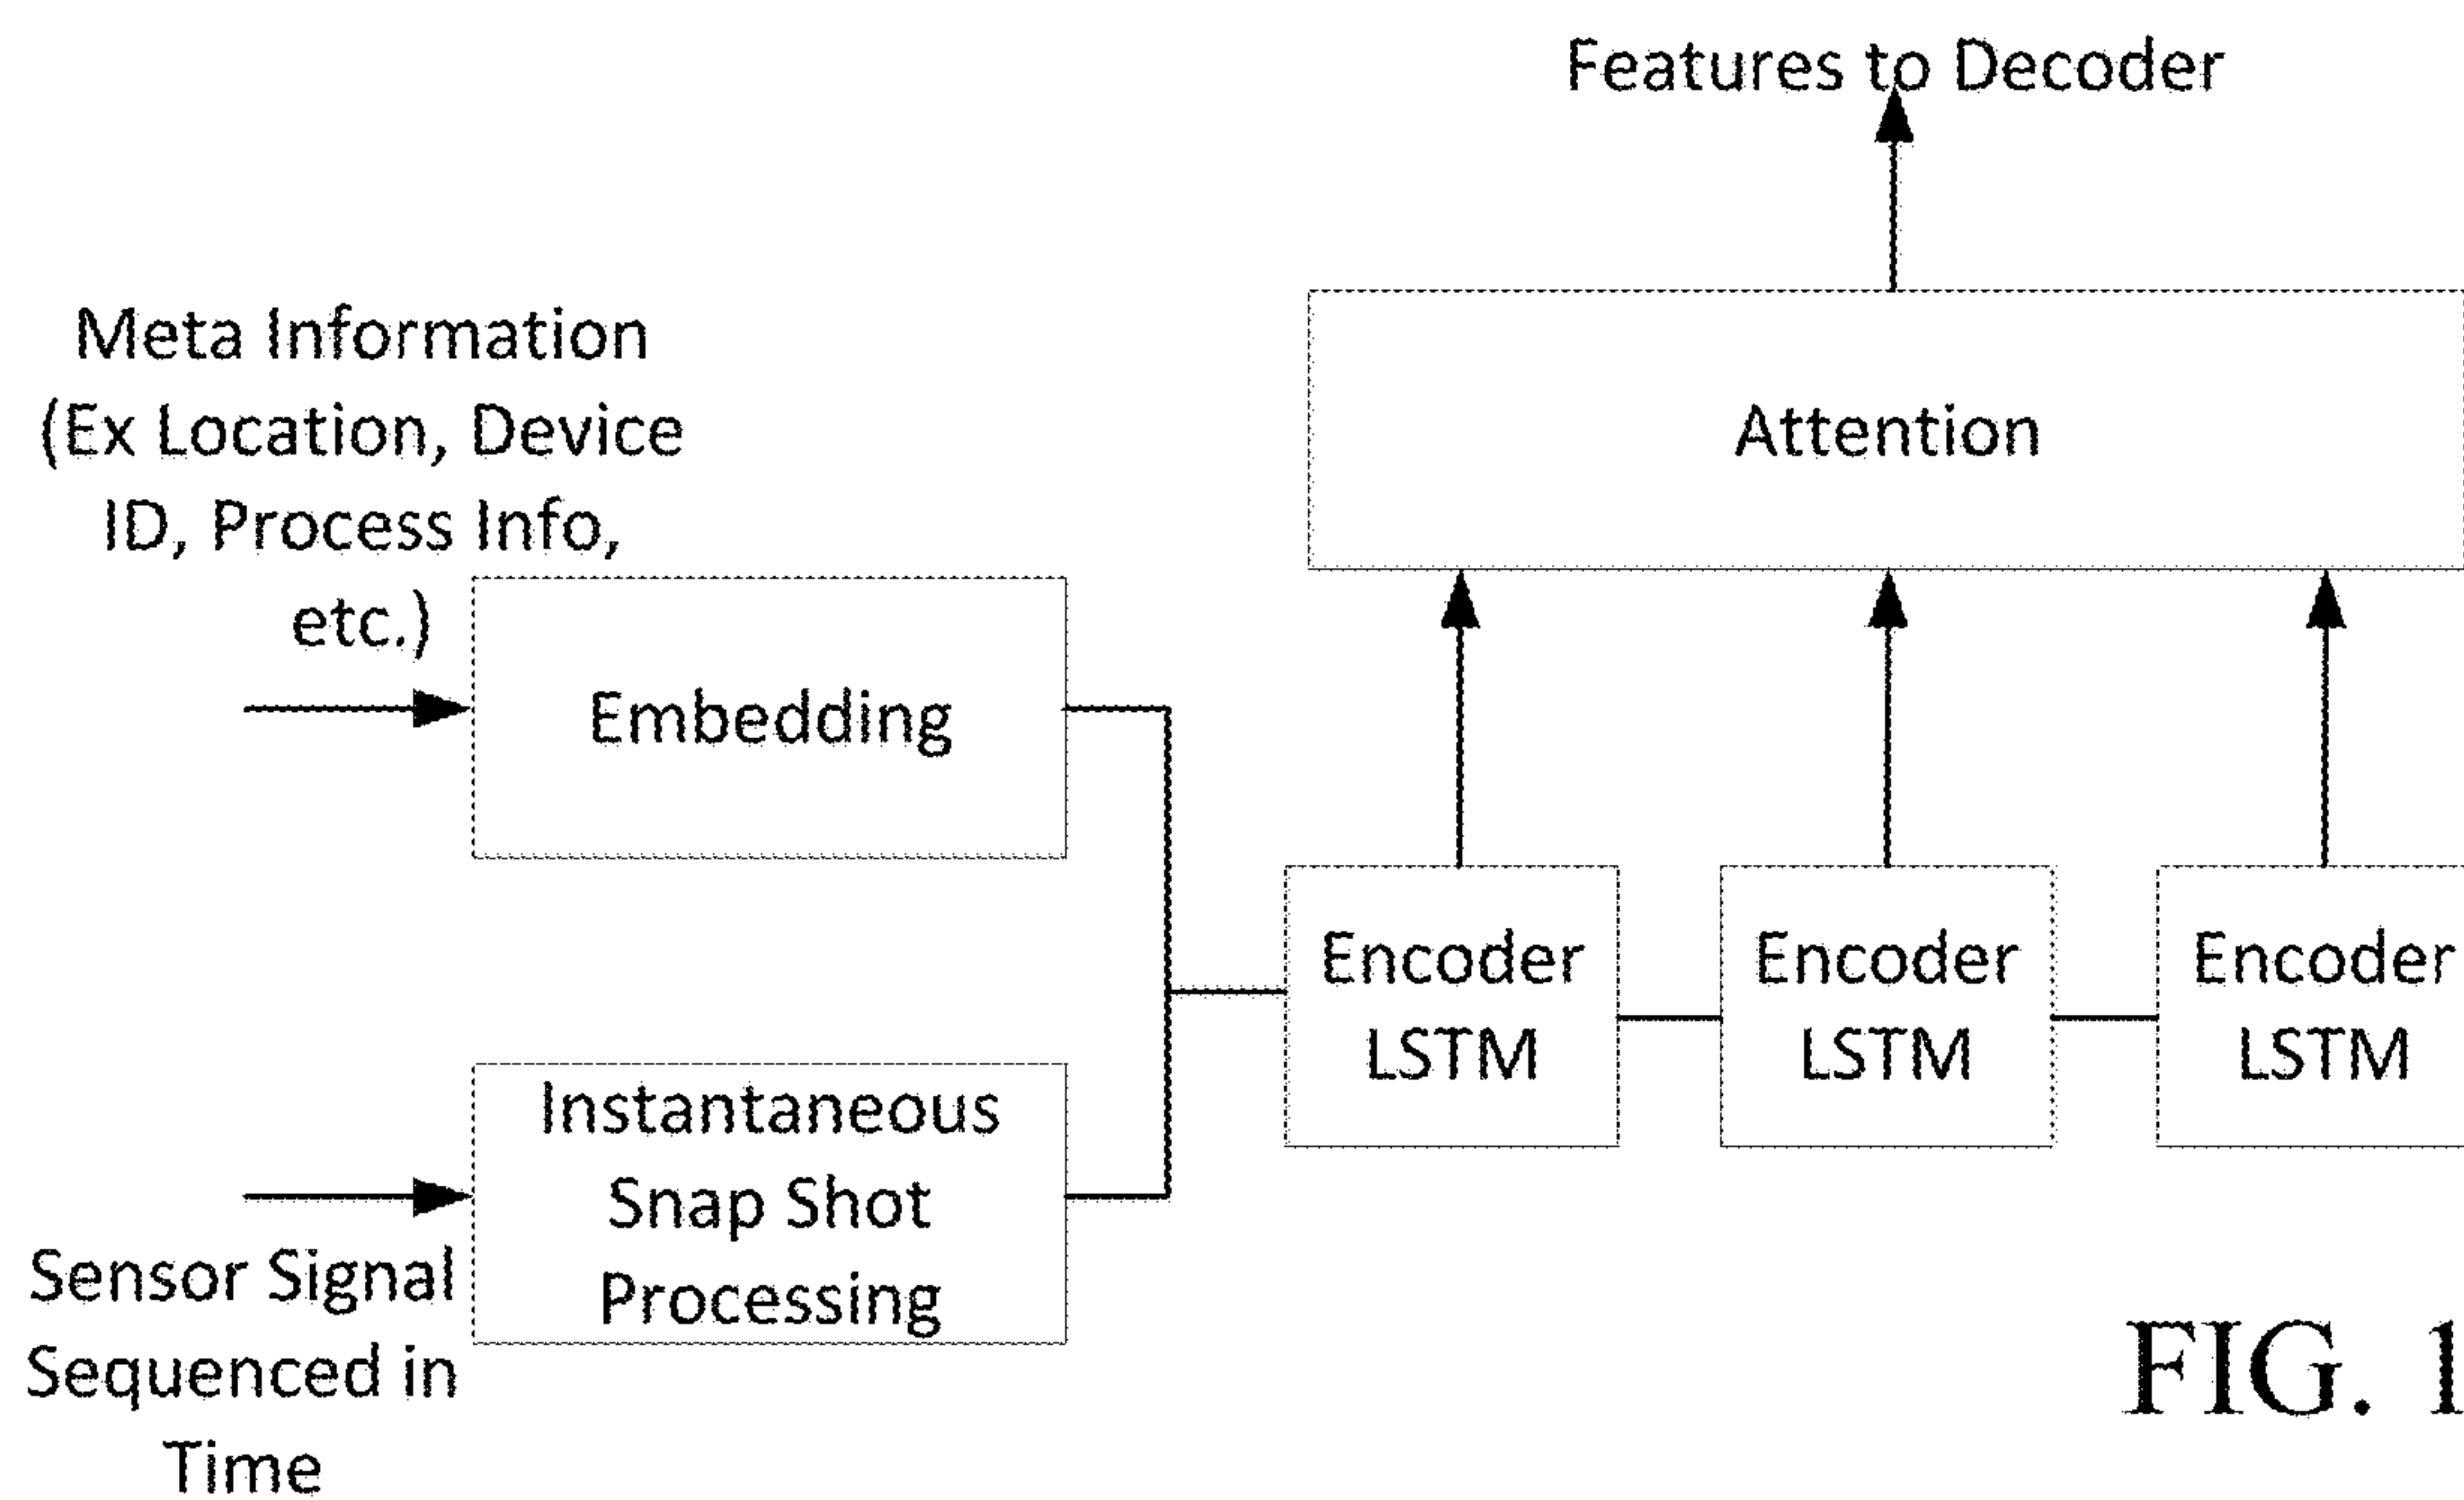 Features to Decoder
Meta Information
(Ex Location, Device
ID, Process Info,
etc.)
Attention
Embedding
Encoder
LSTM
Encoder
LSTM
Encoder
LSTM
Instantaneous
Snap Shot
Processing
Sensor Signal
Sequenced in
Time
FIG. 1